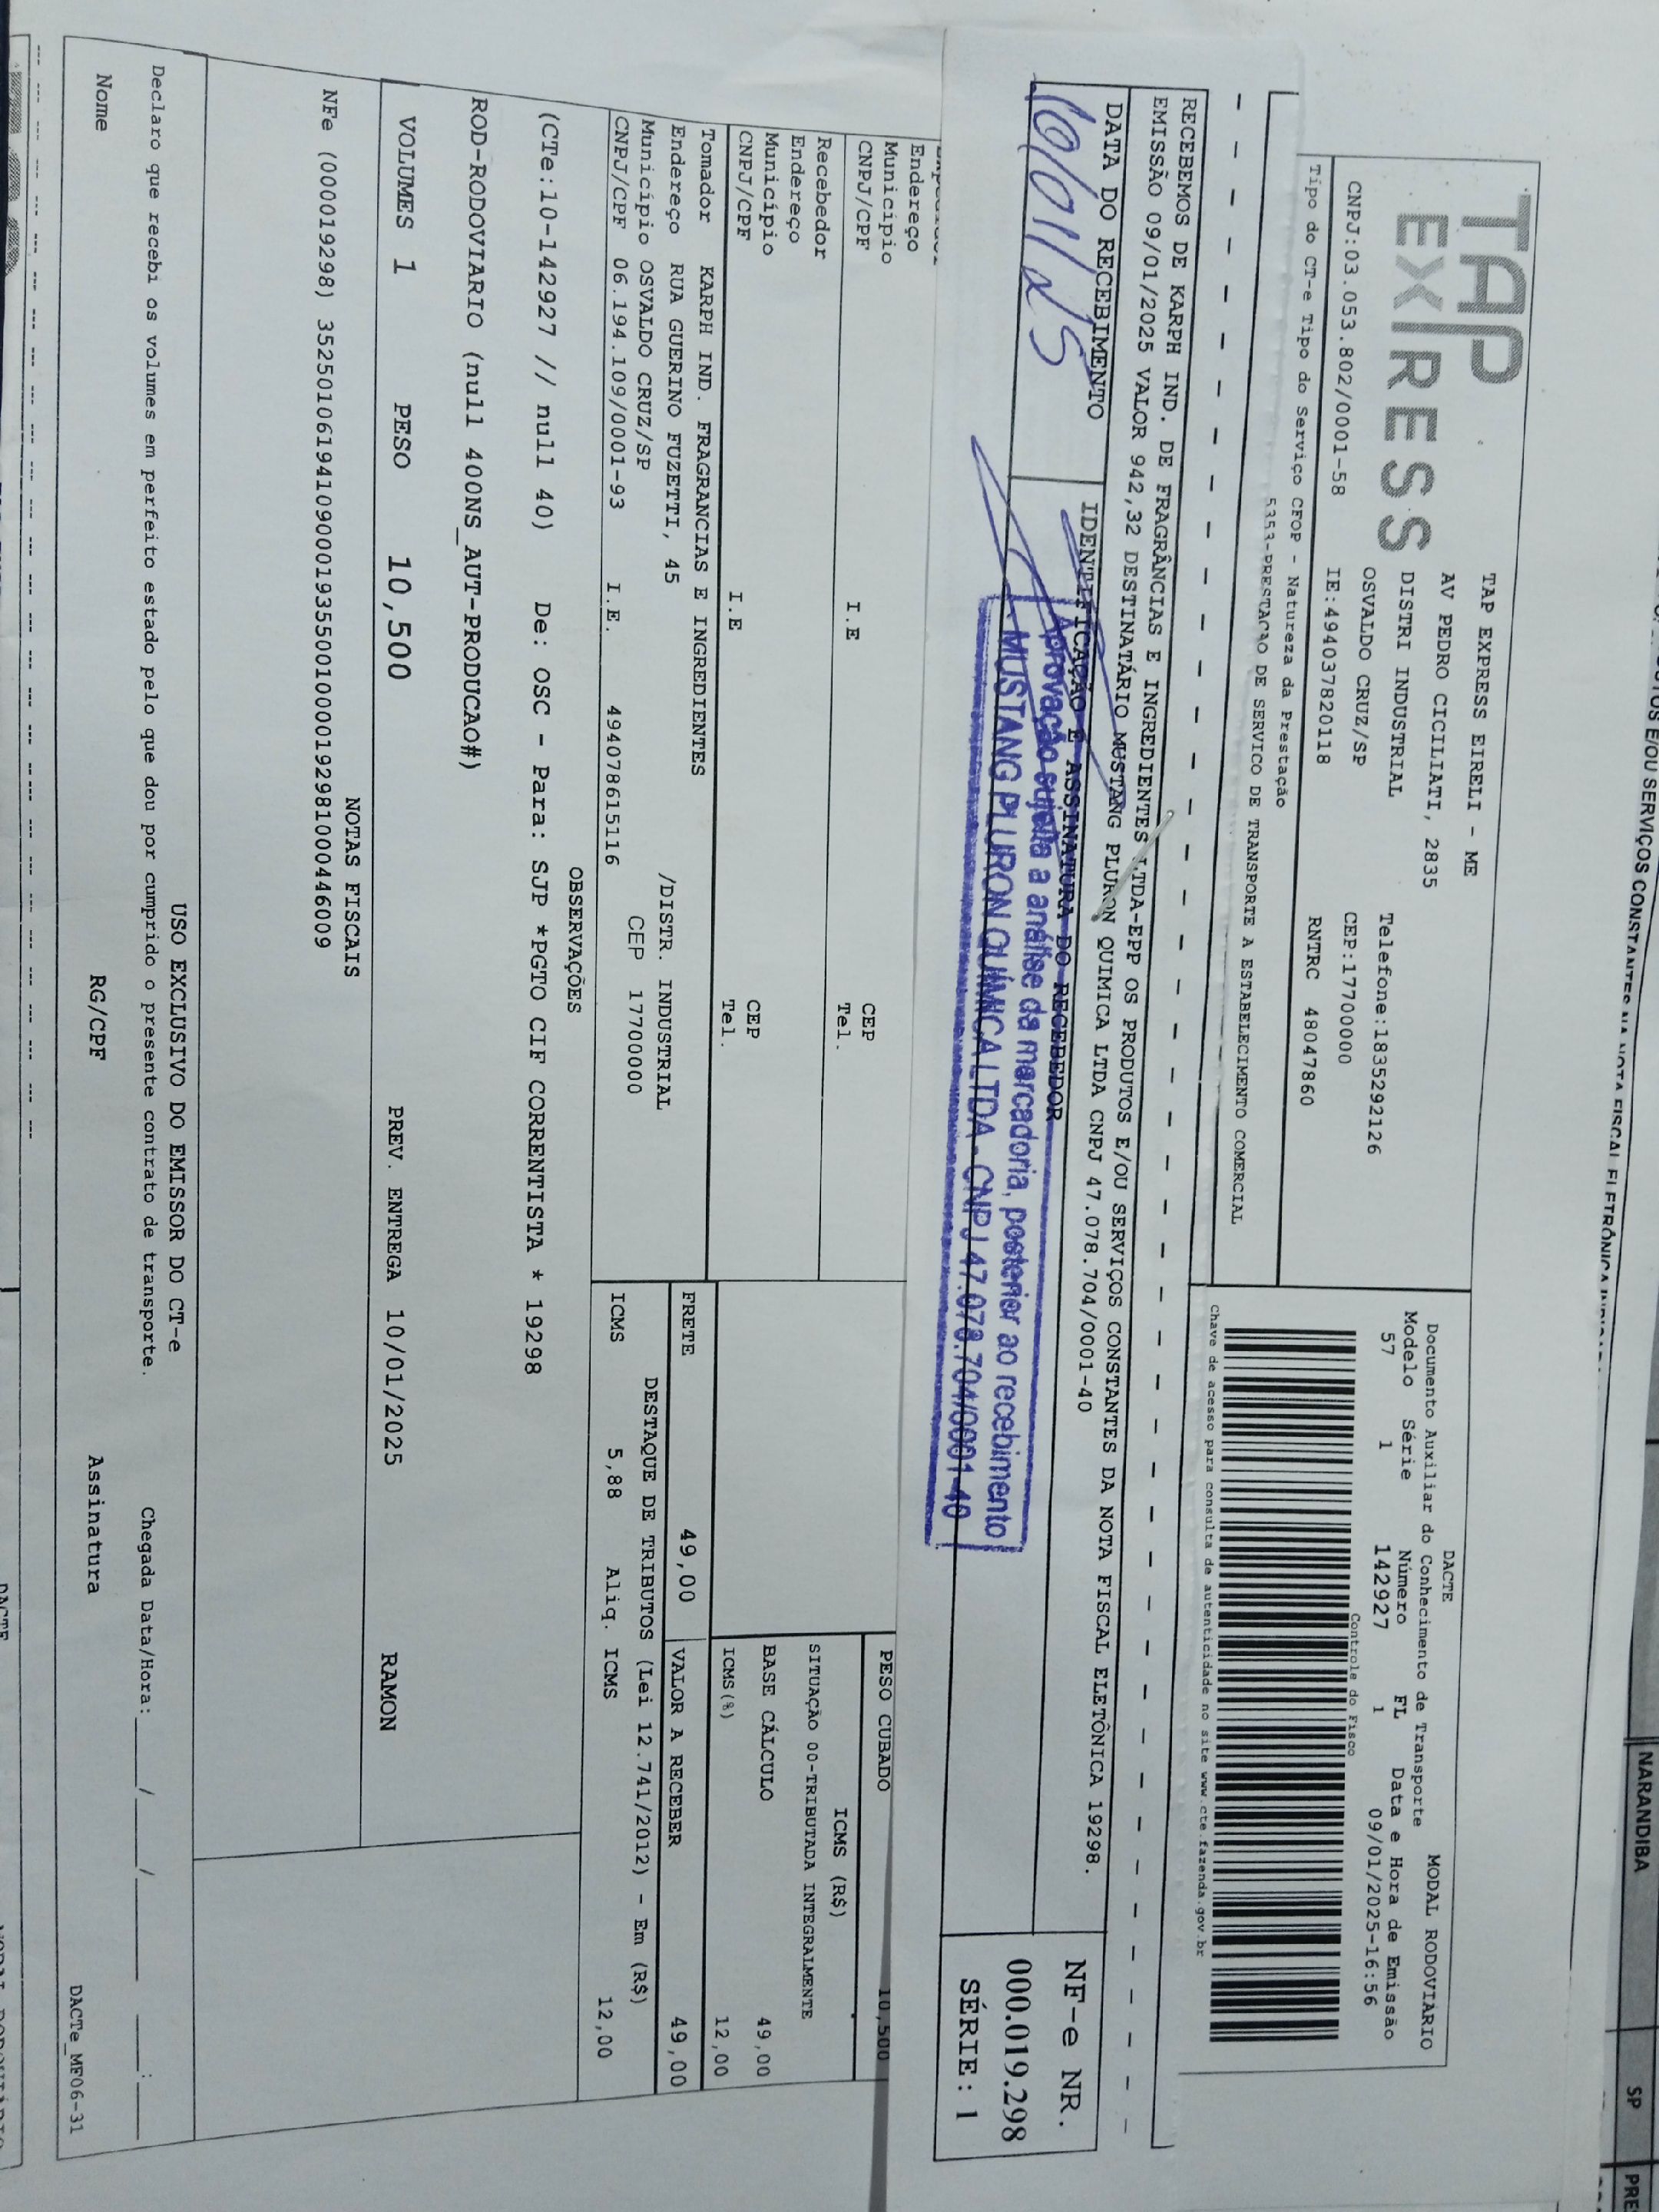 TAP
EXPRESS
TAP EXPRESS EIRELI - ME
AV PEDRO CICILIATI, 2835
DISTRI INDUSTRIAL
OSVALDO CRUZ/SP
Telefone:1835292126
CEP:17700000
CNPJ:03.053.802/0001-58
IE:494037820118
RNTRC 48047860
Tipo do CT-e Tipo do Serviço CFOP - Natureza da Prestação
5353-PRESTAÇAO DE SERVICO DE TRANSPORTE A ESTABELECIMENTO COMERCIAL
DACTE
MODAL RODOVIÁRIO
Documento Auxiliar do Conhecimento de Transporte
Modelo Série Número FL Data e Hora de Emissão
57 1 142927 1 09/01/2025-16:56
Controle do Fisco
Chave de acesso para consulta de autenticidade no site www.cte.fazenda.gov.br
RECEBEMOS DE KARPH IND. DE FRAGRÂNCIAS E INGREDIENTES LTDA-EPP OS PRODUTOS E/OU SERVIÇOS CONSTANTES DA NOTA FISCAL ELETÔNICA 19298.
EMISSÃO 09/01/2025 VALOR 942,32 DESTINATÁRIO MUSTANG PLURON QUIMICA LTDA CNPJ 47.078.704/0001-40
DATA DO RECEBIMENTO
IDENTIFICAÇÃO E ASSINATURA DO RECEBEDOR
10/01/25
Aprovação sujeita a análise da marcadoria, posterior ao recebimento
MUSTANG PLURON QUÍMICA LTDA - CNPJ 47.078.704/0001-40
NF-e NR.
000.019.298
SÉRIE: 1
Endereço
Município
CNPJ/CPF I.E CEP
Tel.
Recebedor
Endereço
Município CEP
CNPJ/CPF I.E Tel.
PESO CUBADO 10,500
ICMS (R$)
SITUAÇÃO 00-TRIBUTADA INTEGRALMENTE
BASE CÁLCULO 49,00
ICMS(%) 12,00
Tomador KARPH IND. FRAGRANCIAS E INGREDIENTES
Endereço RUA GUERINO FUZETTI, 45 /DISTR. INDUSTRIAL
Município OSVALDO CRUZ/SP CEP 17700000
CNPJ/CPF 06.194.109/0001-93 I.E. 494078615116
FRETE 49,00 VALOR A RECEBER 49,00
DESTAQUE DE TRIBUTOS (Lei 12.741/2012) - Em (R$)
ICMS 5,88 Aliq. ICMS 12,00
OBSERVAÇÕES
(CTe:10-142927 // null 40) De: OSC - Para: SJP *PGTO CIF CORRENTISTA * 19298
ROD-RODOVIARIO (null 400NS_AUT-PRODUCAO#)
VOLUMES 1 PESO 10,500 PREV. ENTREGA 10/01/2025 RAMON
NOTAS FISCAIS
NFe (000019298) 35250106194109000193550010000192981000446009
USO EXCLUSIVO DO EMISSOR DO CT-e
Declaro que recebi os volumes em perfeito estado pelo que dou por cumprido o presente contrato de transporte. Chegada Data/Hora:____/____/______ ____:____
Nome RG/CPF Assinatura
DACTe_MF06-31
NARANDIBA
SP